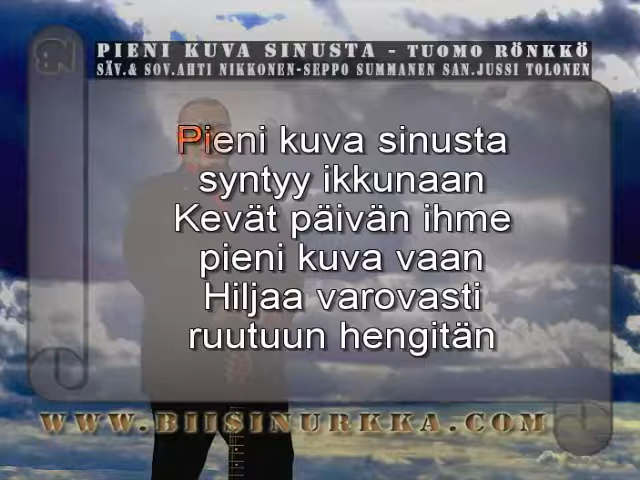 PIENI KUVA SINUSTA - TUOMO RÖNKKÖ
SÄV.& SOV.AHTI NIKKONEN-SEPPO SUMMANEN SAN.JUSSI TOLONEN
Pieni kuva sinusta
syntyy ikkunaan
Kevät päivän ihme
pieni kuva vaan
Hiljaa varovasti
ruutuun hengitän
WWW.BIISINURKKA.COM